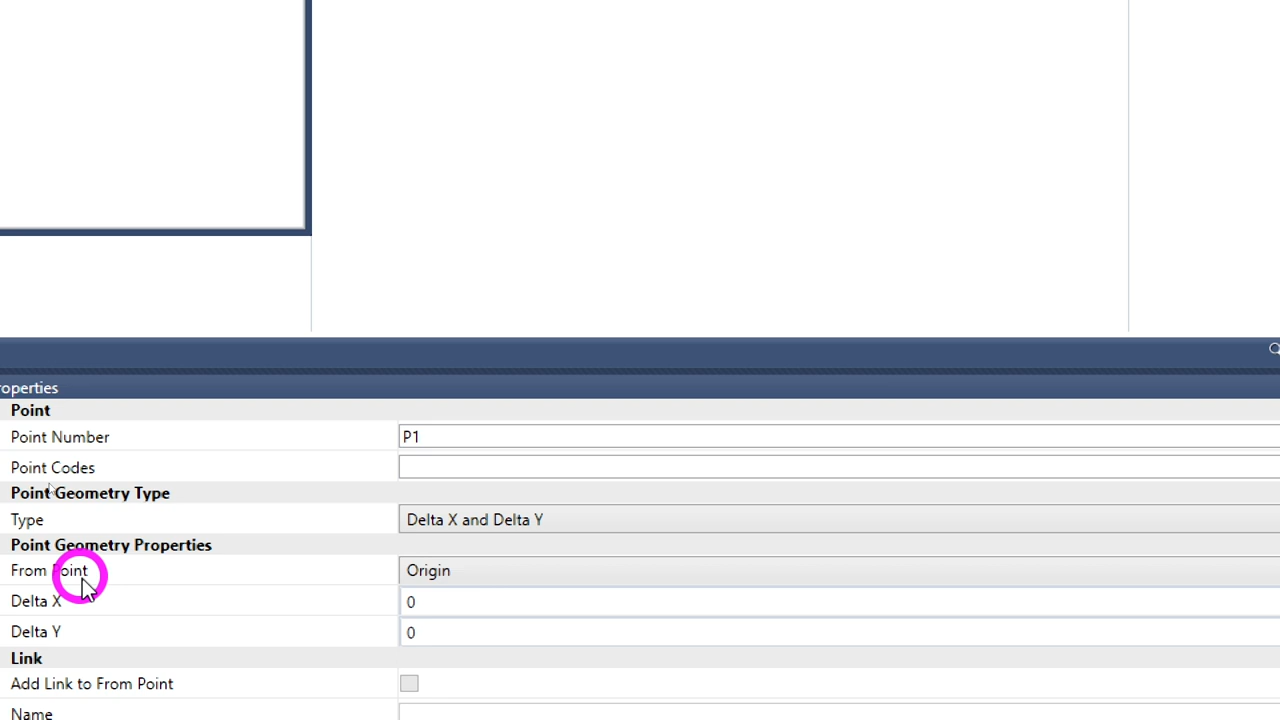 operties
Point
Point Number P1
Point Codes
Point Geometry Type
Type Delta X and Delta Y
Point Geometry Properties
From Point Origin
Delta X 0
Delta Y 0
Link
Add Link to From Point
Name